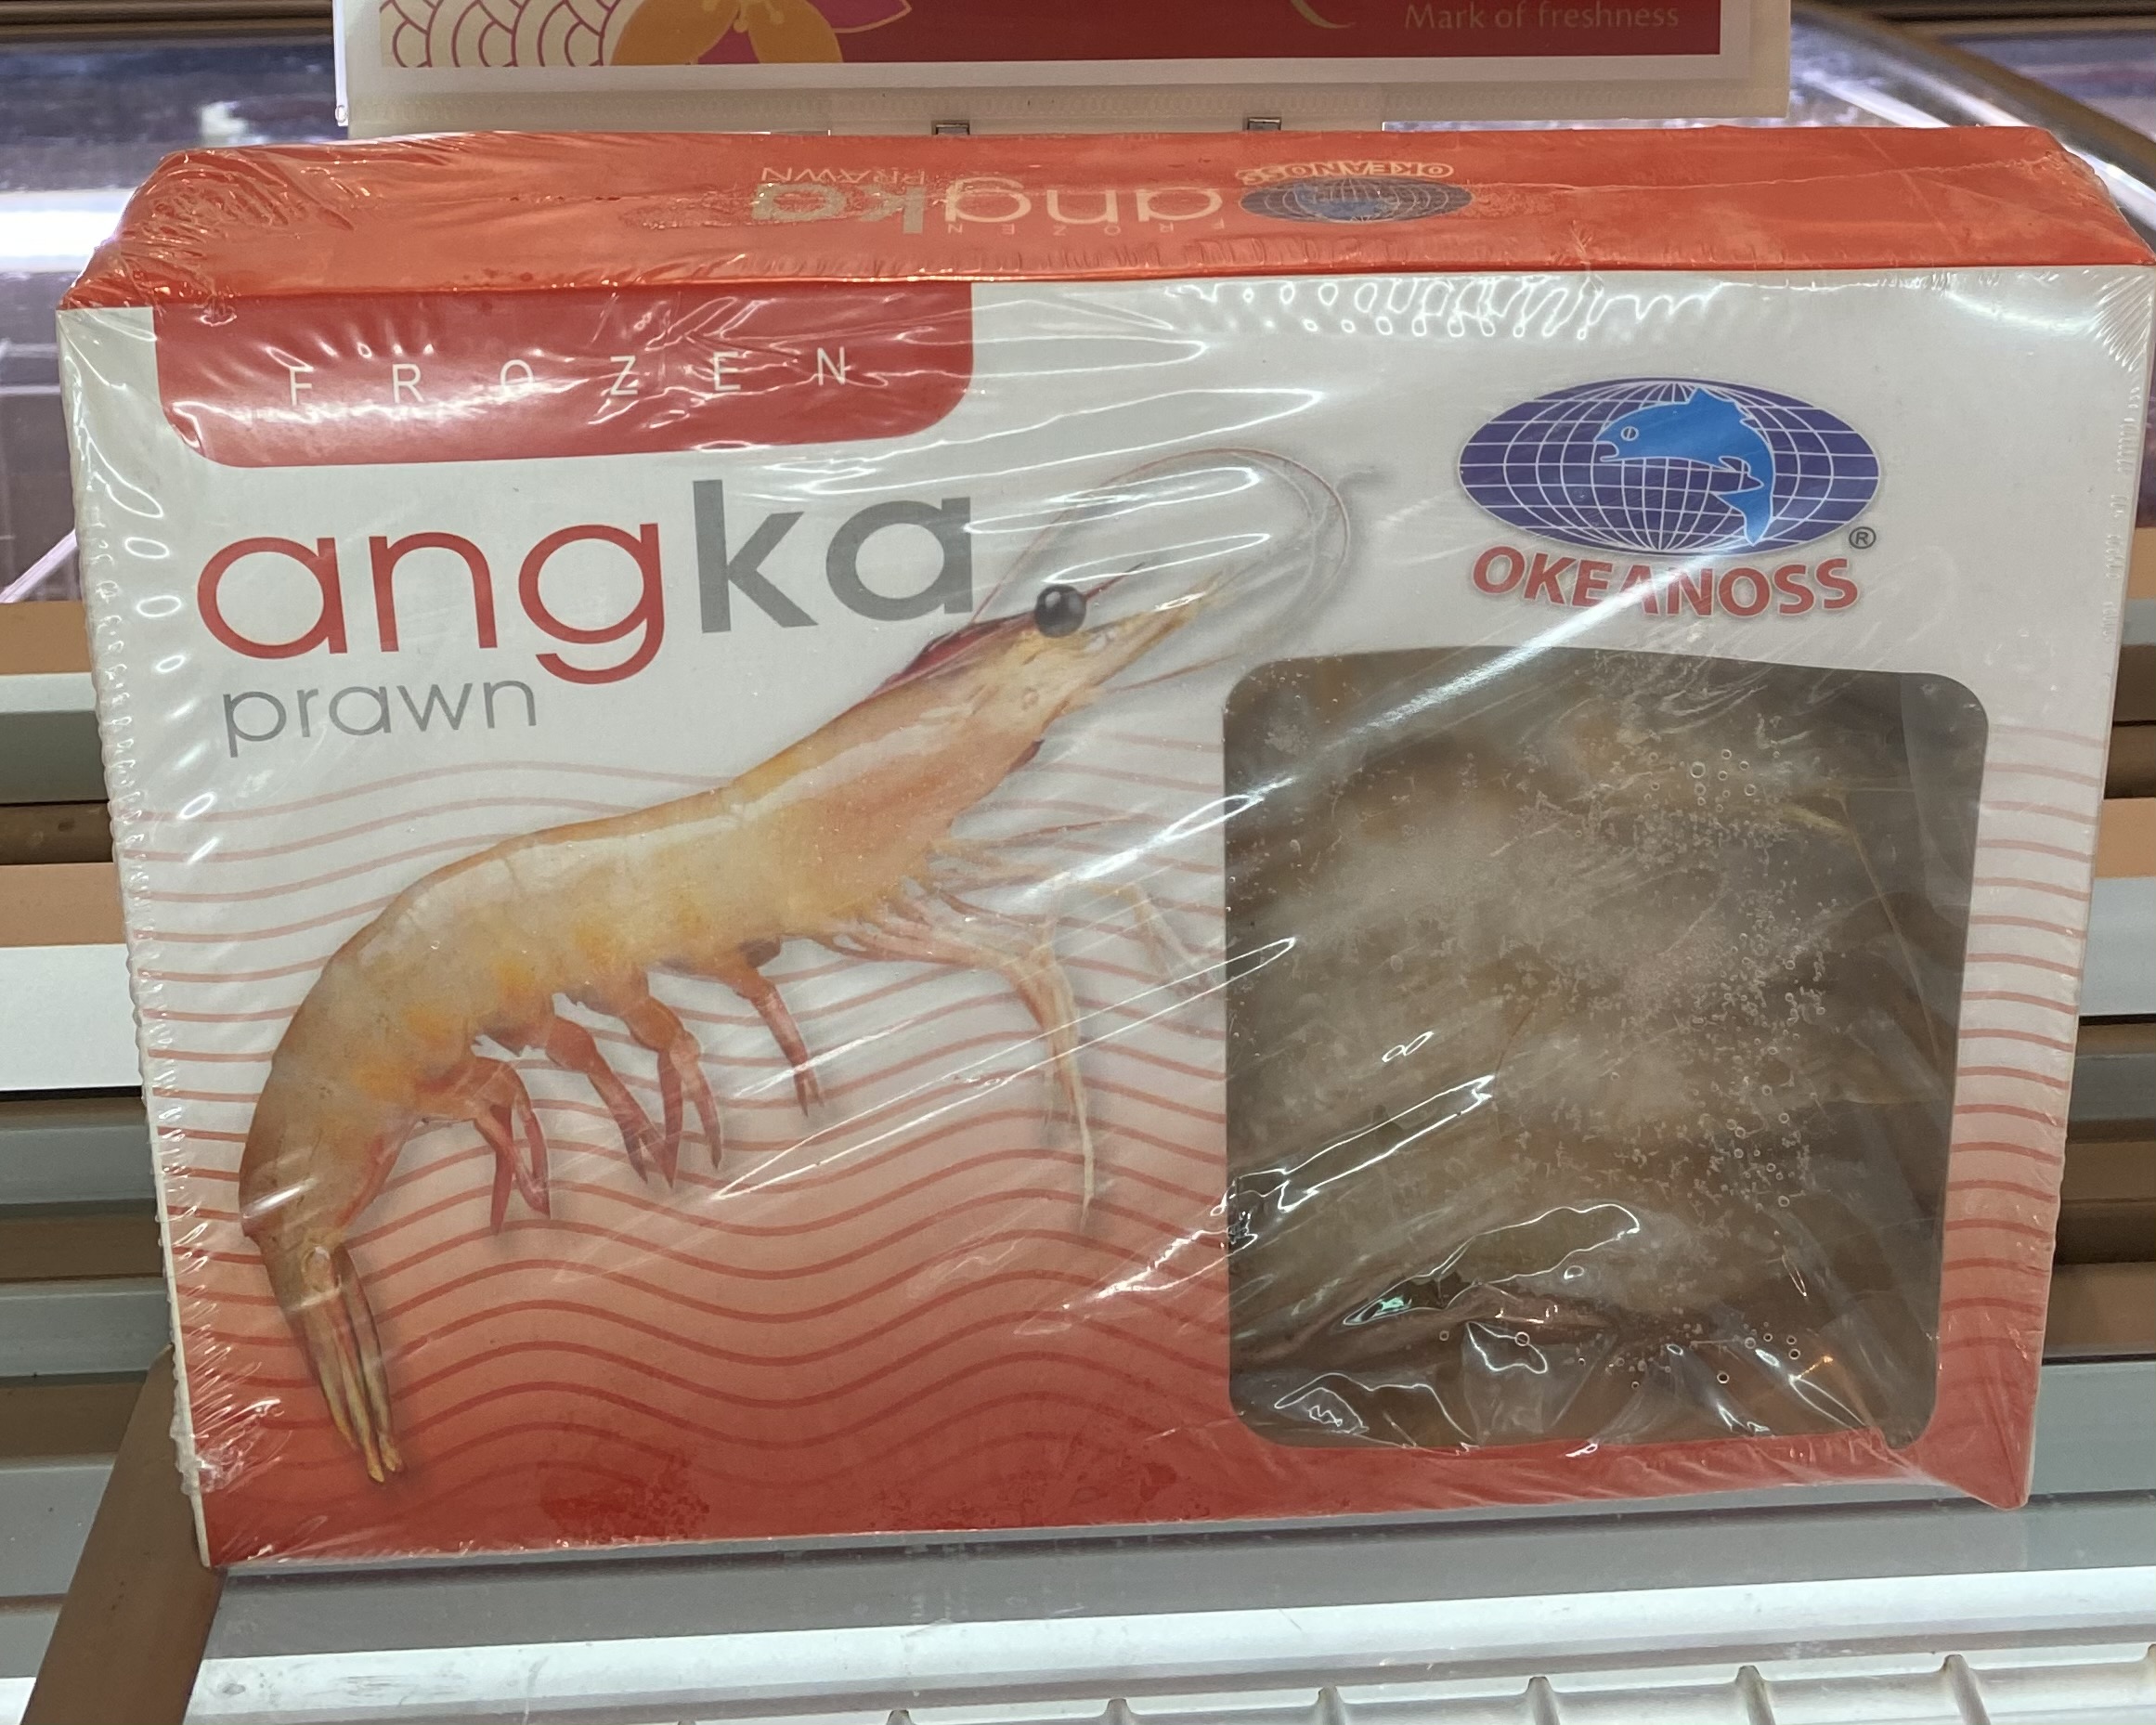 Mark of freshness
OKEANOSS
FROZEN
angka
PRAWN
FROZEN
angka
prawn
OKEANOSS
®